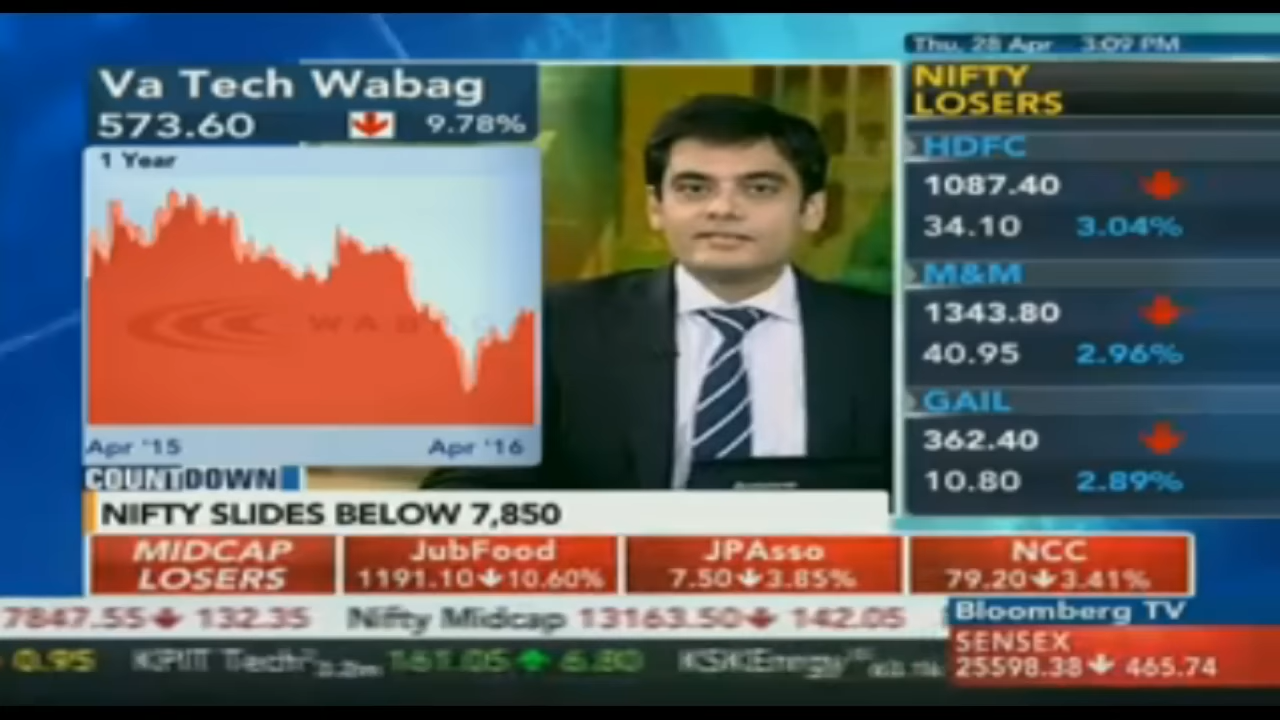 Thu, 28 Apr 3:09 PM
Va Tech Wabag
573.60 9.78%
1 Year
Apr '15 Apr '16
COUNTDOWN
NIFTY SLIDES BELOW 7,850
NIFTY
LOSERS
HDFC
1087.40
34.10 3.04%
M&M
1343.80
40.95 2.96%
GAIL
362.40
10.80 2.89%
MIDCAP
LOSERS
JubFood
1191.10 10.60%
JPAsso
7.50 3.85%
NCC
79.20 3.41%
7847.55 132.35 Nifty Midcap 13163.50 142.05
Bloomberg TV
SENSEX
25598.38 465.74
0.95 KPIT Tech 161.05 6.80 KSKEnrgy